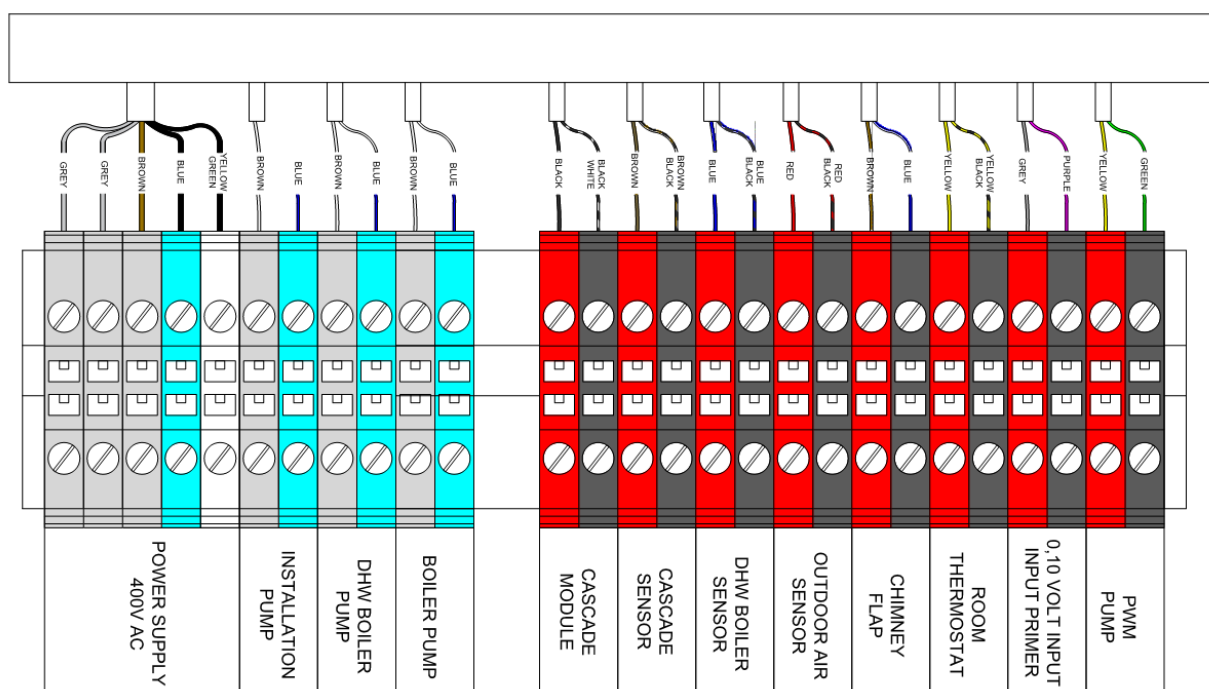 GREY
GREY
BROWN
BLUE
YELLOW
GREEN
BROWN
BLUE
BROWN
BLUE
BROWN
BLUE
BLACK
BLACK
WHITE
BROWN
BROWN
BLACK
BLUE
BLUE
BLACK
RED
RED
BLACK
BROWN
BLUE
YELLOW
YELLOW
BLACK
GREY
PURPLE
YELLOW
GREEN
POWER SUPPLY
400V AC
INSTALLATION
PUMP
DHW BOILER
PUMP
BOILER PUMP
CASCADE
MODULE
CASCADE
SENSOR
DHW BOILER
SENSOR
OUTDOOR AIR
SENSOR
CHIMNEY
FLAP
ROOM
THERMOSTAT
0,10 VOLT INPUT
INPUT PRIMER
PWM
PUMP